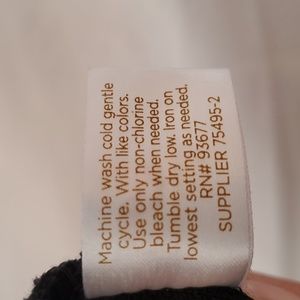 Machine wash cold gentle
cycle. With like colors.
Use only non-chlorine
bleach when needed.
Tumble dry low. Iron on
lowest setting as needed.
RN# 93677
SUPPLIER 75495-2